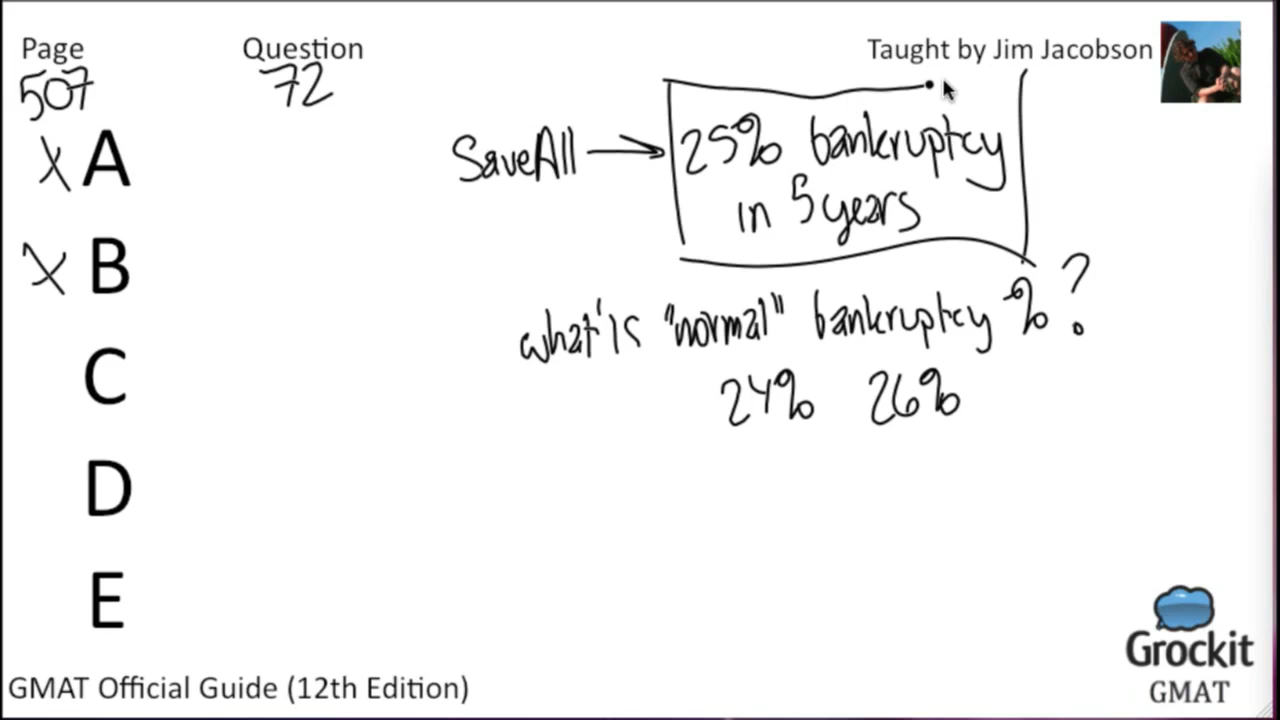 Page Question Taught by Jim Jacobson
507 72
X A
X B
C
D
E
SaveAll → 25% bankruptcy
in 5 years
what is "normal" bankruptcy % ?
24% 26%
Grockit
GMAT
GMAT Official Guide (12th Edition)